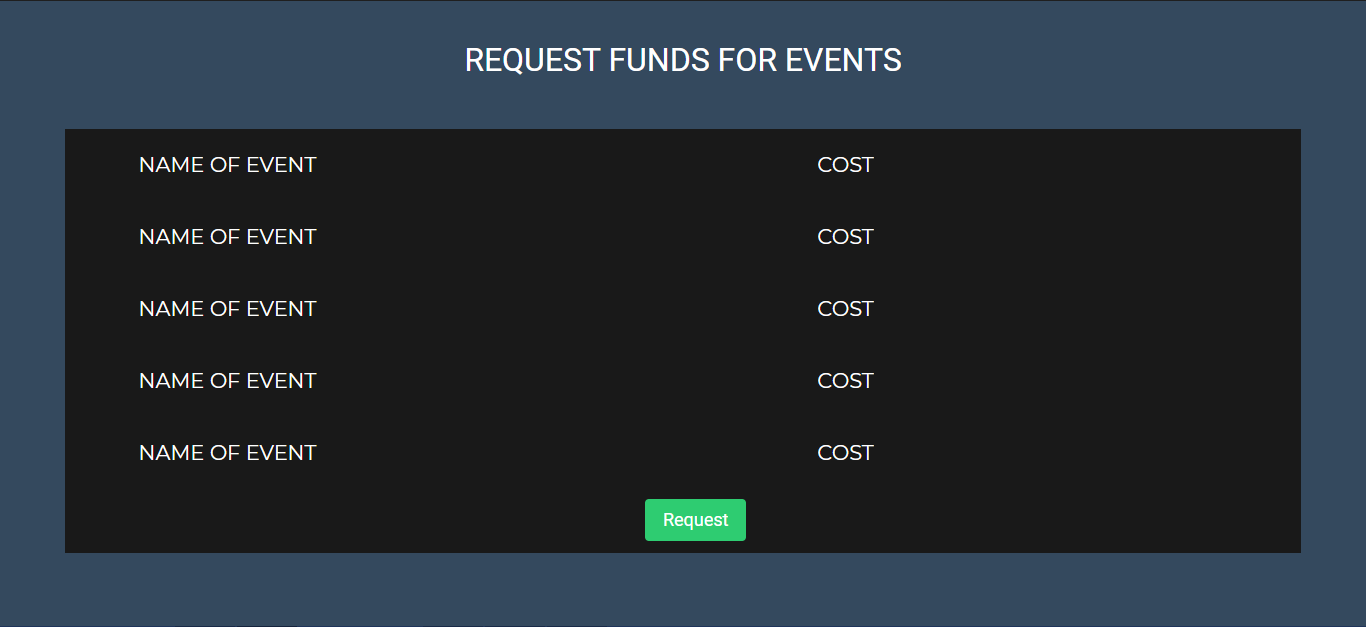 REQUEST FUNDS FOR EVENTS
NAME OF EVENT COST
NAME OF EVENT COST
NAME OF EVENT COST
NAME OF EVENT COST
NAME OF EVENT COST
Request